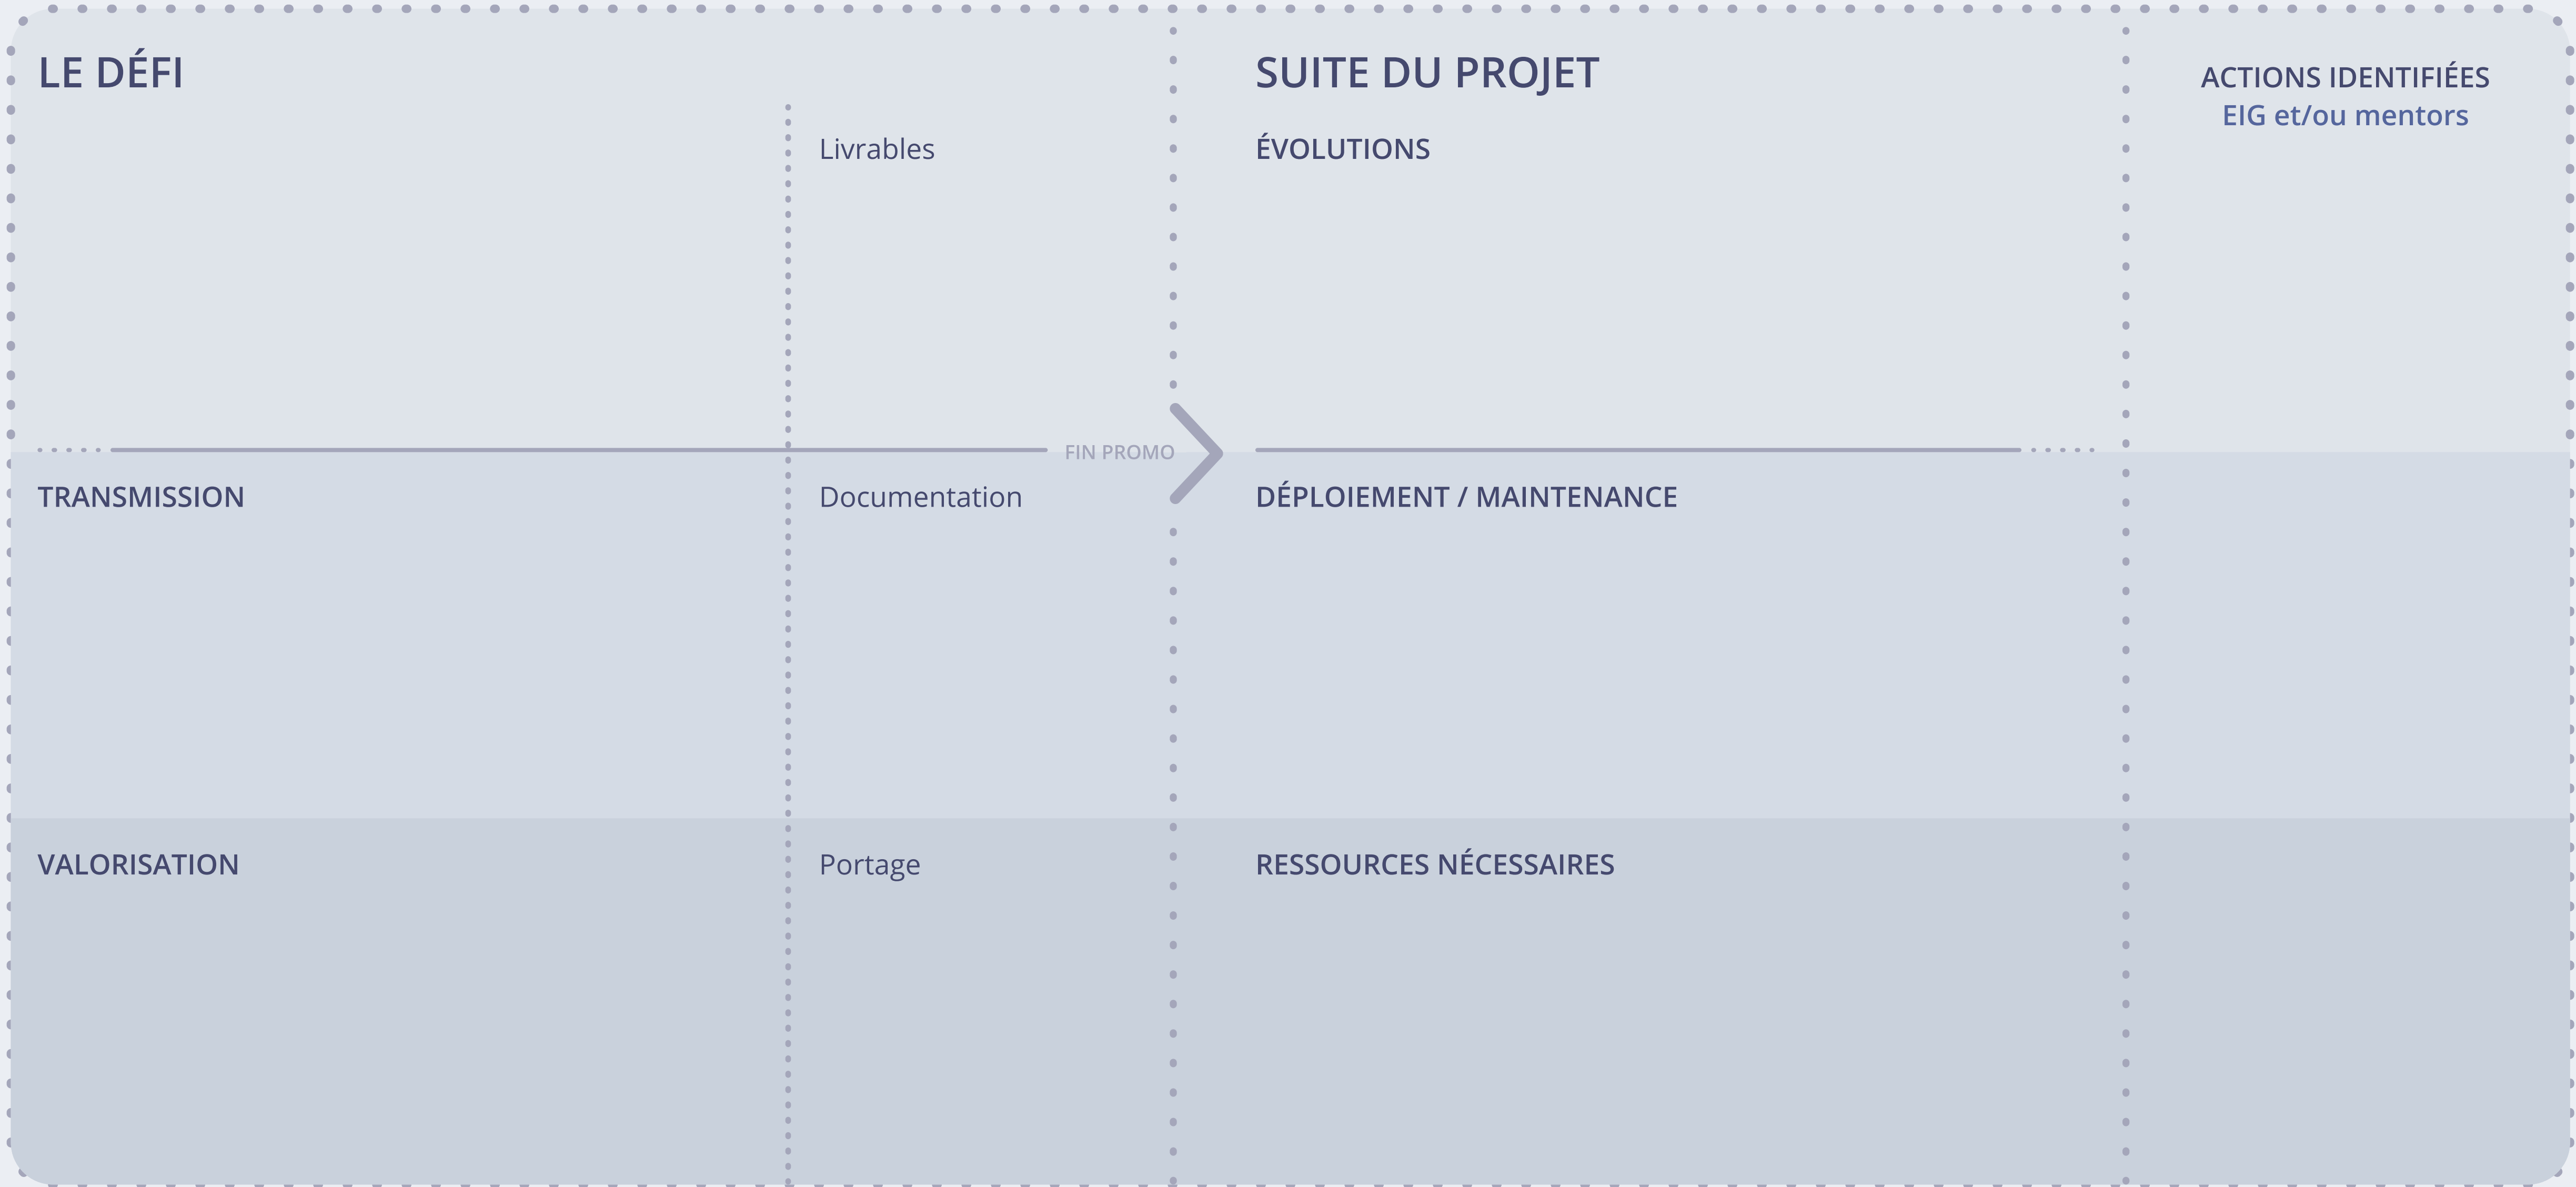 LE DÉFI
SUITE DU PROJET
ACTIONS IDENTIFIÉES
EIG et/ou mentors
Livrables
ÉVOLUTIONS
FIN PROMO
TRANSMISSION
Documentation
DÉPLOIEMENT / MAINTENANCE
VALORISATION
Portage
RESSOURCES NÉCESSAIRES